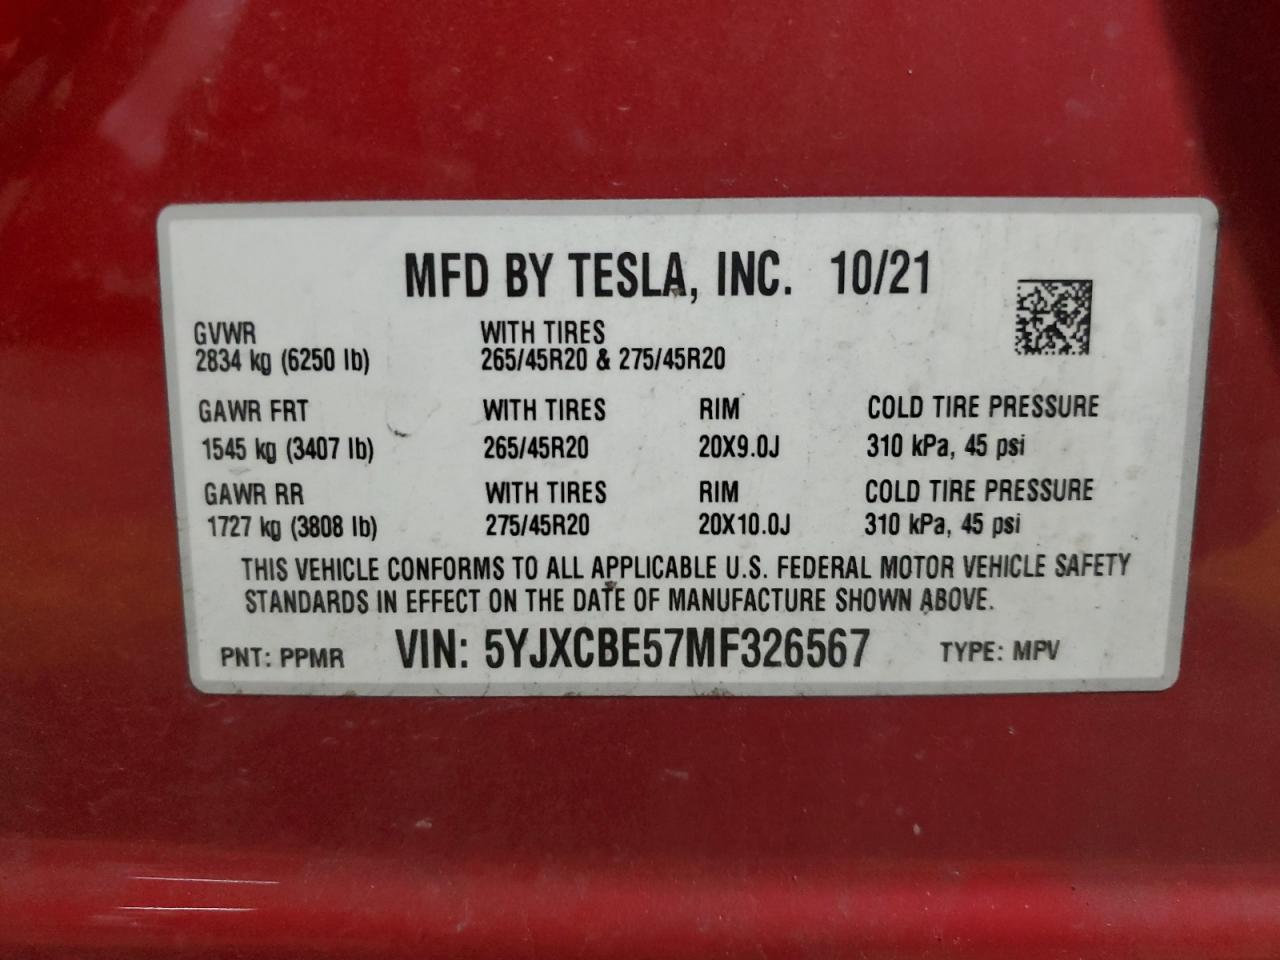 MFD BY TESLA, INC. 10/21
GVWR WITH TIRES
2834 kg (6250 lb) 265/45R20 & 275/45R20
GAWR FRT WITH TIRES RIM COLD TIRE PRESSURE
1545 kg (3407 lb) 265/45R20 20X9.0J 310 kPa, 45 psi
GAWR RR WITH TIRES RIM COLD TIRE PRESSURE
1727 kg (3808 lb) 275/45R20 20X10.0J 310 kPa, 45 psi
THIS VEHICLE CONFORMS TO ALL APPLICABLE U.S. FEDERAL MOTOR VEHICLE SAFETY
STANDARDS IN EFFECT ON THE DATE OF MANUFACTURE SHOWN ABOVE.
PNT: PPMR VIN: 5YJXCBE57MF326567 TYPE: MPV